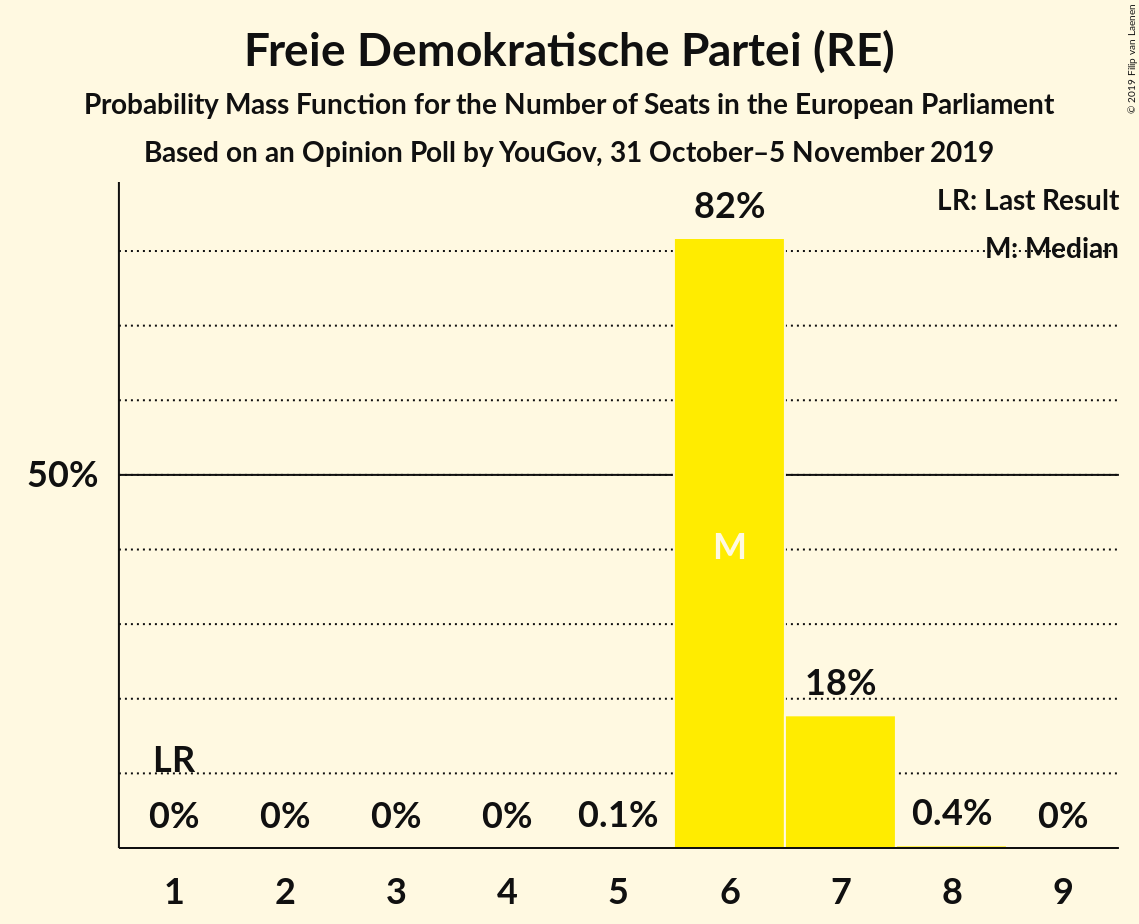 Freie Demokratische Partei (RE)
Probability Mass Function for the Number of Seats in the European Parliament
Based on an Opinion Poll by YouGov, 31 October–5 November 2019
© 2019 Filip van Laenen
LR: Last Result
M: Median
82%
50%
M
18%
LR
0% 0% 0% 0% 0.1% 0.4% 0%
1 2 3 4 5 6 7 8 9